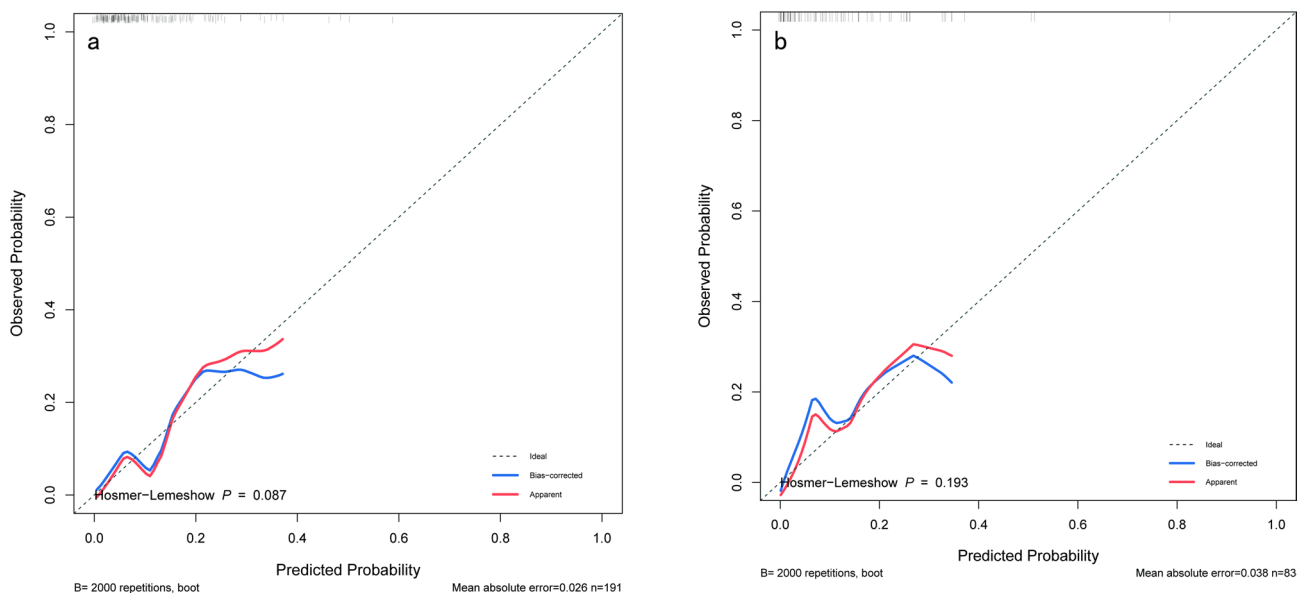 a
Observed Probability
1.0
0.8
0.6
0.4
0.2
0.0
Ideal
Bias−corrected
Apparent
Hosmer−Lemeshow P = 0.087
0.0 0.2 0.4 0.6 0.8 1.0
Predicted Probability
B= 2000 repetitions, boot
Mean absolute error=0.026 n=191
b
Observed Probability
1.0
0.8
0.6
0.4
0.2
0.0
Ideal
Bias−corrected
Apparent
Hosmer−Lemeshow P = 0.193
0.0 0.2 0.4 0.6 0.8 1.0
Predicted Probability
B= 2000 repetitions, boot
Mean absolute error=0.038 n=83